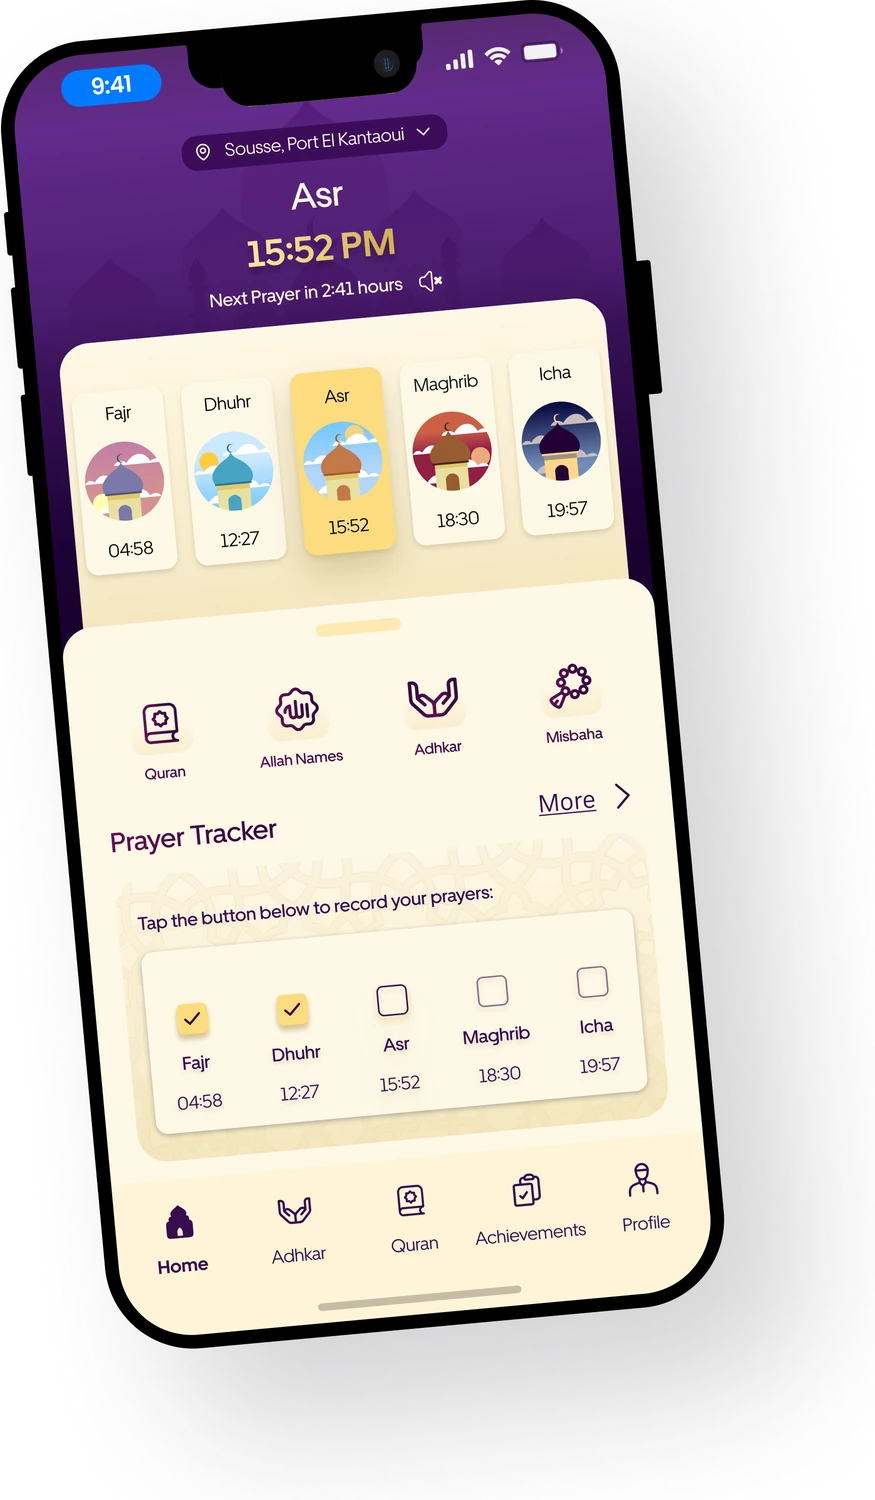 9:41
Sousse, Port El Kantaoui
Asr
15:52 PM
Next Prayer in 2:41 hours
Fajr Dhuhr Asr Maghrib Icha
04:58 12:27 15:52 18:30 19:57
الله
Quran Allah Names Adhkar Misbaha
Prayer Tracker More
Tap the button below to record your prayers:
Fajr Dhuhr Asr Maghrib Icha
04:58 12:27 15:52 18:30 19:57
Home Adhkar Quran Achievements Profile